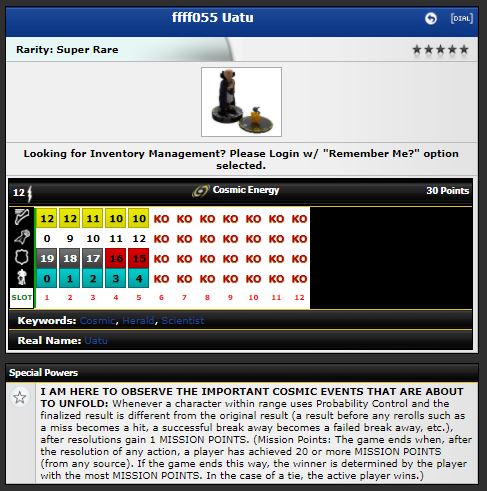 ffff055 Uatu
[DIAL]
Rarity: Super Rare
Looking for Inventory Management? Please Login w/ "Remember Me?" option
selected.
12 Cosmic Energy 30 Points
12 12 11 10 10 KO KO KO KO KO KO KO
0 9 10 11 12 KO KO KO KO KO KO KO
19 18 17 16 15 KO KO KO KO KO KO KO
0 1 2 3 4 KO KO KO KO KO KO KO
SLOT 1 2 3 4 5 6 7 8 9 10 11 12
Keywords: Cosmic, Herald, Scientist
Real Name: Uatu
Special Powers
I AM HERE TO OBSERVE THE IMPORTANT COSMIC EVENTS THAT ARE ABOUT
TO UNFOLD: Whenever a character within range uses Probability Control and the
finalized result is different from the original result (a result before any rerolls such as
a miss becomes a hit, a successful break away becomes a failed break away, etc.),
after resolutions gain 1 MISSION POINTS. (Mission Points: The game ends when, after
the resolution of any action, a player has achieved 20 or more MISSION POINTS
(from any source). If the game ends this way, the winner is determined by the player
with the most MISSION POINTS. In the case of a tie, the active player wins.)